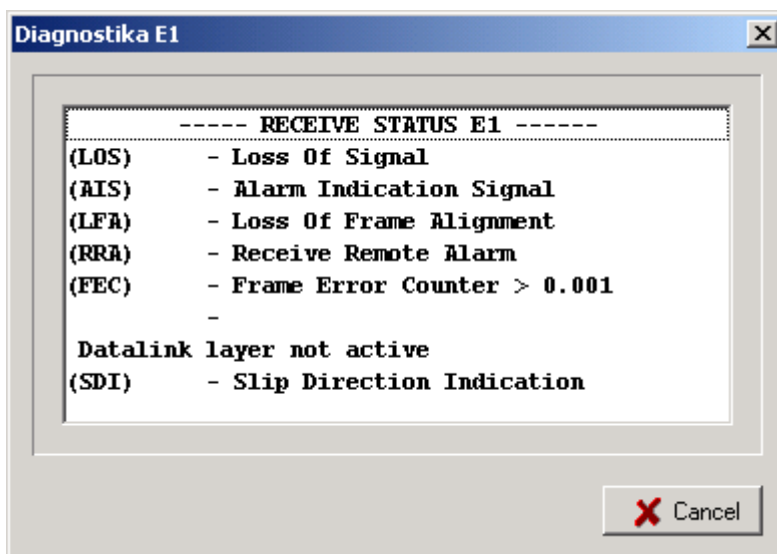 Diagnostika E1
----- RECEIVE STATUS E1 ------
(LOS) - Loss Of Signal
(AIS) - Alarm Indication Signal
(LFA) - Loss Of Frame Alignment
(RRA) - Receive Remote Alarm
(FEC) - Frame Error Counter > 0.001
-
Datalink layer not active
(SDI) - Slip Direction Indication
Cancel